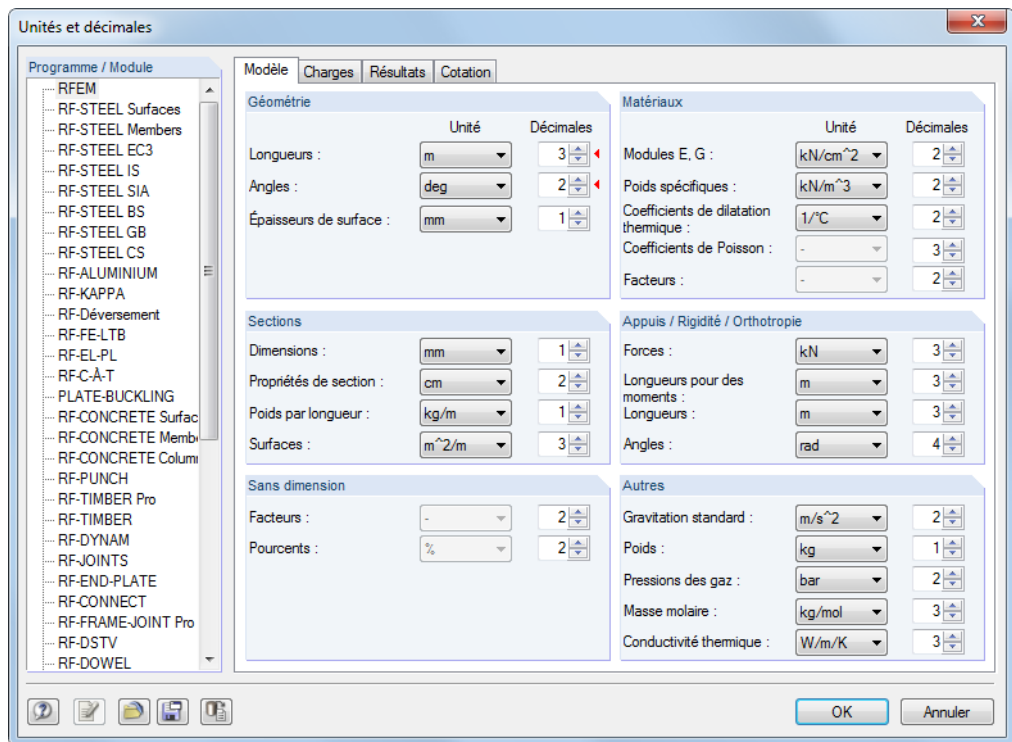 Unités et décimales
Programme / Module
RFEM
RF-STEEL Surfaces
RF-STEEL Members
RF-STEEL EC3
RF-STEEL IS
RF-STEEL SIA
RF-STEEL BS
RF-STEEL GB
RF-STEEL CS
RF-ALUMINIUM
RF-KAPPA
RF-Déversement
RF-FE-LTB
RF-EL-PL
RF-C-À-T
PLATE-BUCKLING
RF-CONCRETE Surfac
RF-CONCRETE Memb
RF-CONCRETE Colum
RF-PUNCH
RF-TIMBER Pro
RF-TIMBER
RF-DYNAM
RF-JOINTS
RF-END-PLATE
RF-CONNECT
RF-FRAME-JOINT Pro
RF-DSTV
RF-DOWEL
Modèle Charges Résultats Cotation
Géométrie
Unité Décimales
Longueurs : m 3
Angles : deg 2
Épaisseurs de surface : mm 1
Matériaux
Unité Décimales
Modules E, G : kN/cm^2 2
Poids spécifiques : kN/m^3 2
Coefficients de dilatation
thermique : 1/°C 2
Coefficients de Poisson : - 3
Facteurs : - 2
Sections
Dimensions : mm 1
Propriétés de section : cm 2
Poids par longueur : kg/m 1
Surfaces : m^2/m 3
Appuis / Rigidité / Orthotropie
Forces : kN 3
Longueurs pour des
moments : m 3
Longueurs : m 3
Angles : rad 4
Sans dimension
Facteurs : - 2
Pourcents : % 2
Autres
Gravitation standard : m/s^2 2
Poids : kg 1
Pressions des gaz : bar 2
Masse molaire : kg/mol 3
Conductivité thermique : W/m/K 3
OK Annuler